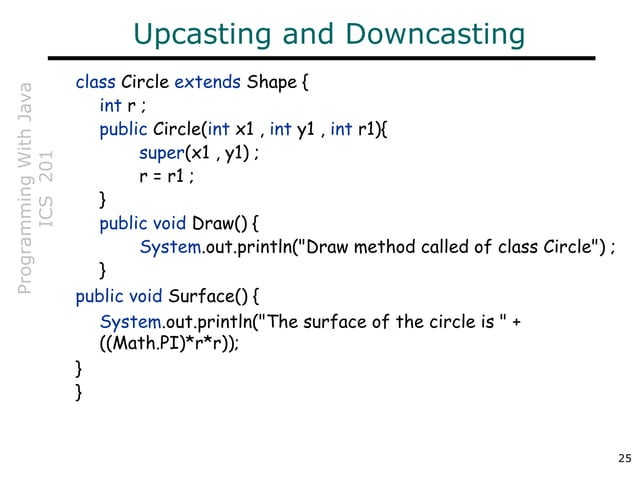 Upcasting and Downcasting
Programming With Java
ICS 201
class Circle extends Shape {
int r ;
public Circle(int x1 , int y1 , int r1){
super(x1 , y1) ;
r = r1 ;
}
public void Draw() {
System.out.println("Draw method called of class Circle") ;
}
public void Surface() {
System.out.println("The surface of the circle is " +
((Math.PI)*r*r));
}
}
25